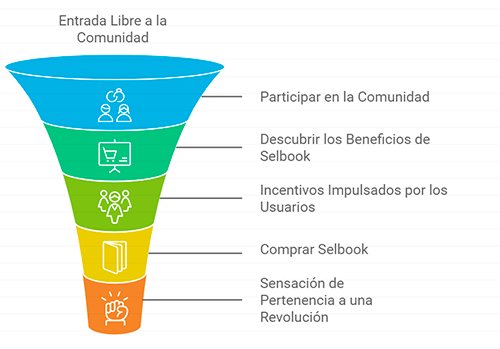 Entrada Libre a la
Comunidad
Participar en la Comunidad
Descubrir los Beneficios de
Selbook
Incentivos Impulsados por los
Usuarios
Comprar Selbook
Sensación de
Pertenencia a una
Revolución